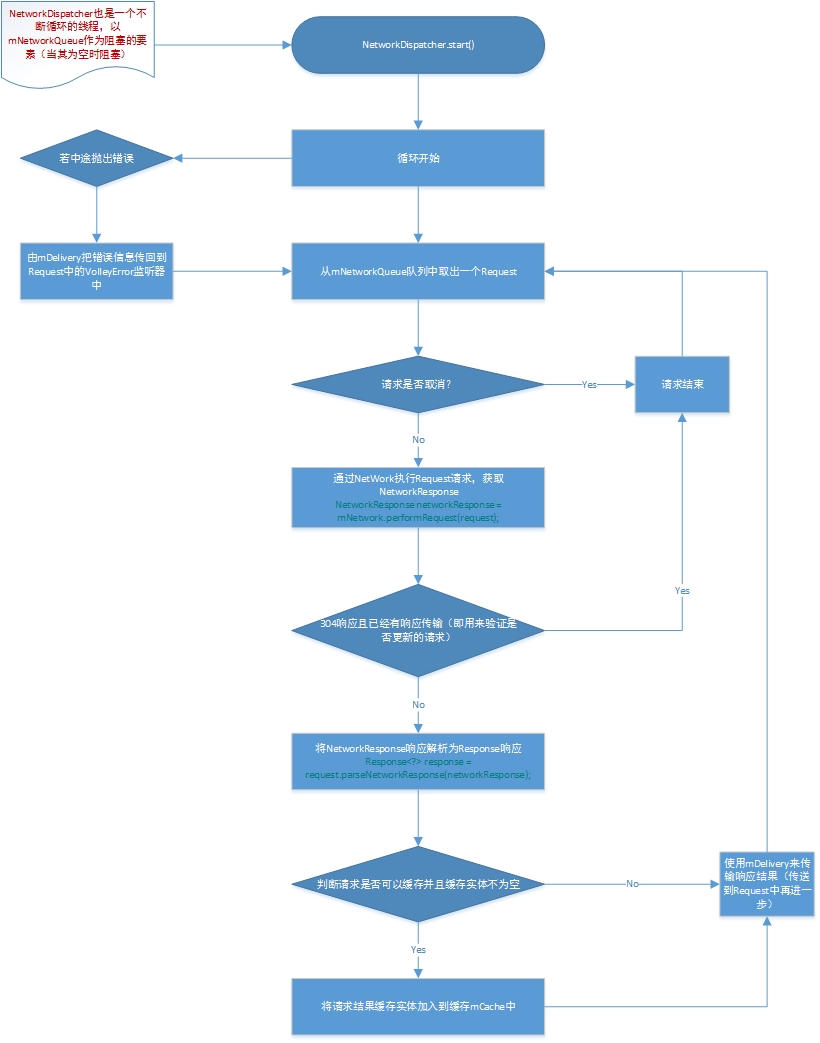 NetworkDispatcher也是一个不
断循环的线程，以
mNetworkQueue作为阻塞的要
素（当其为空时阻塞）
NetworkDispatcher.start()
若中途抛出错误
循环开始
由mDelivery把错误信息传回到
Request中的VolleyError监听器
中
从mNetworkQueue队列中取出一个Request
请求是否取消？
Yes
请求结束
No
通过NetWork执行Request请求，获取
NetworkResponse
NetworkResponse networkResponse =
mNetwork.performRequest(request);
Yes
304响应且已经有响应传输（即用来验证是
否更新的请求）
No
将NetworkResponse响应解析为Response响应
Response<?> response =
request.parseNetworkResponse(networkResponse);
判断请求是否可以缓存并且缓存实体不为空
No
使用mDelivery来传
输响应结果（传送
到Request中再进一
步）
Yes
将请求结果缓存实体加入到缓存mCache中